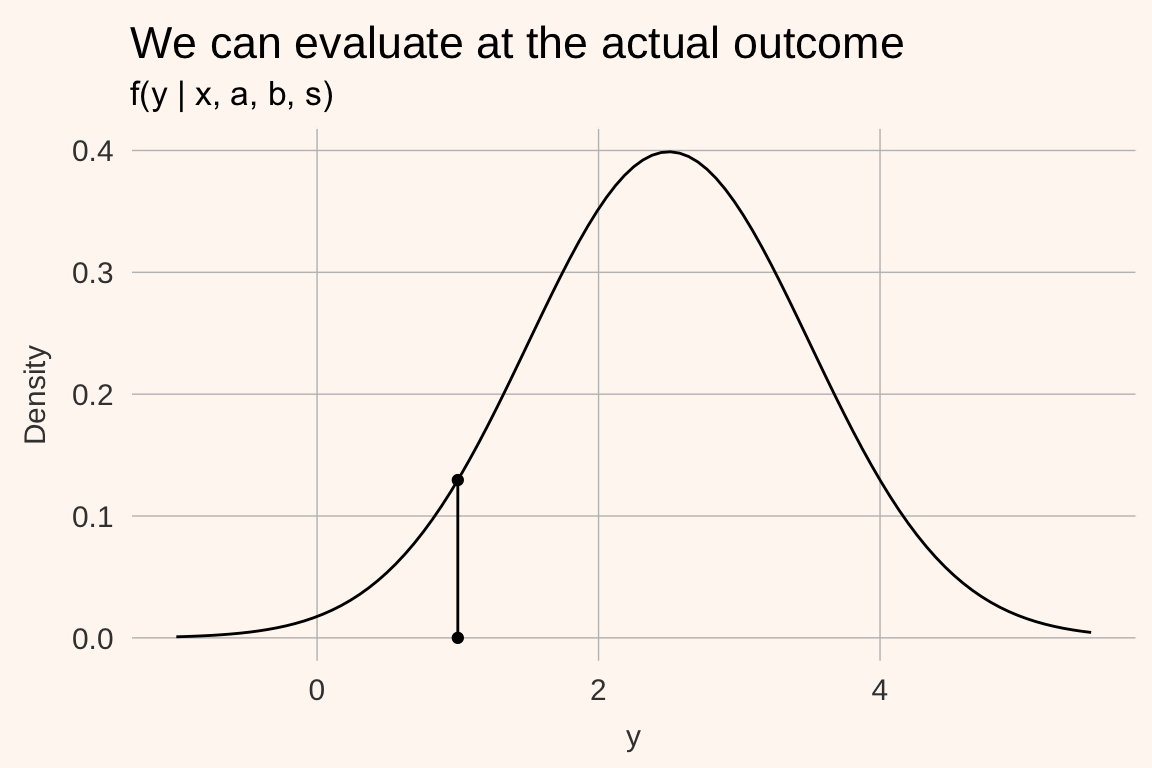 We can evaluate at the actual outcome
f(y | x, a, b, s)
0.4
0.3
0.2
0.1
0.0
Density
0 2 4
y